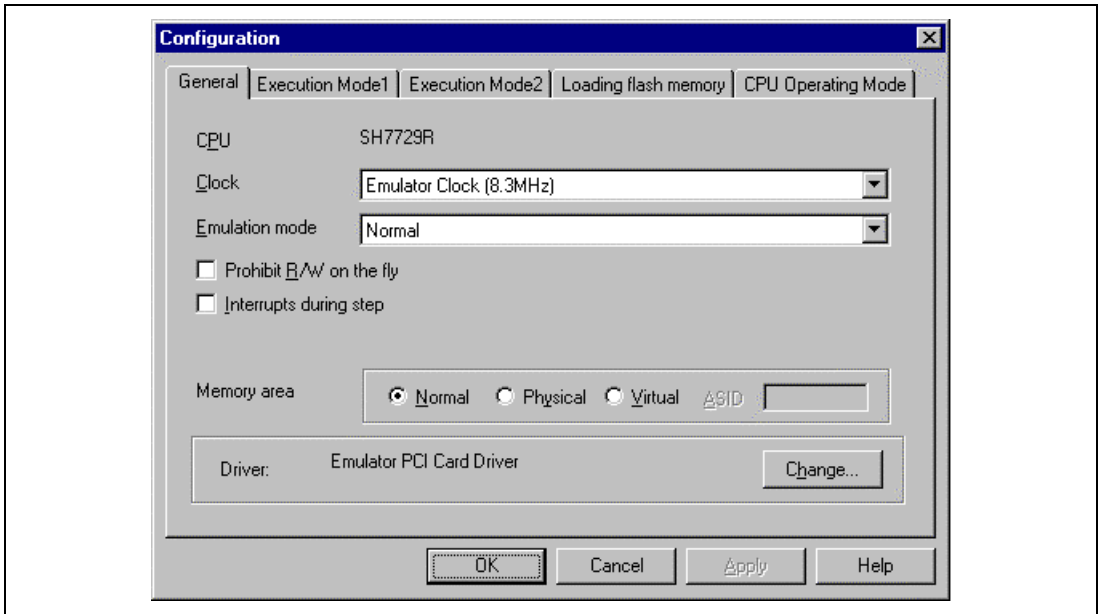 Configuration
General Execution Mode1 Execution Mode2 Loading flash memory CPU Operating Mode
CPU SH7729R
Clock Emulator Clock (8.3MHz)
Emulation mode Normal
Prohibit R/W on the fly
Interrupts during step
Memory area Normal Physical Virtual ASID
Driver: Emulator PCI Card Driver Change...
OK Cancel Apply Help